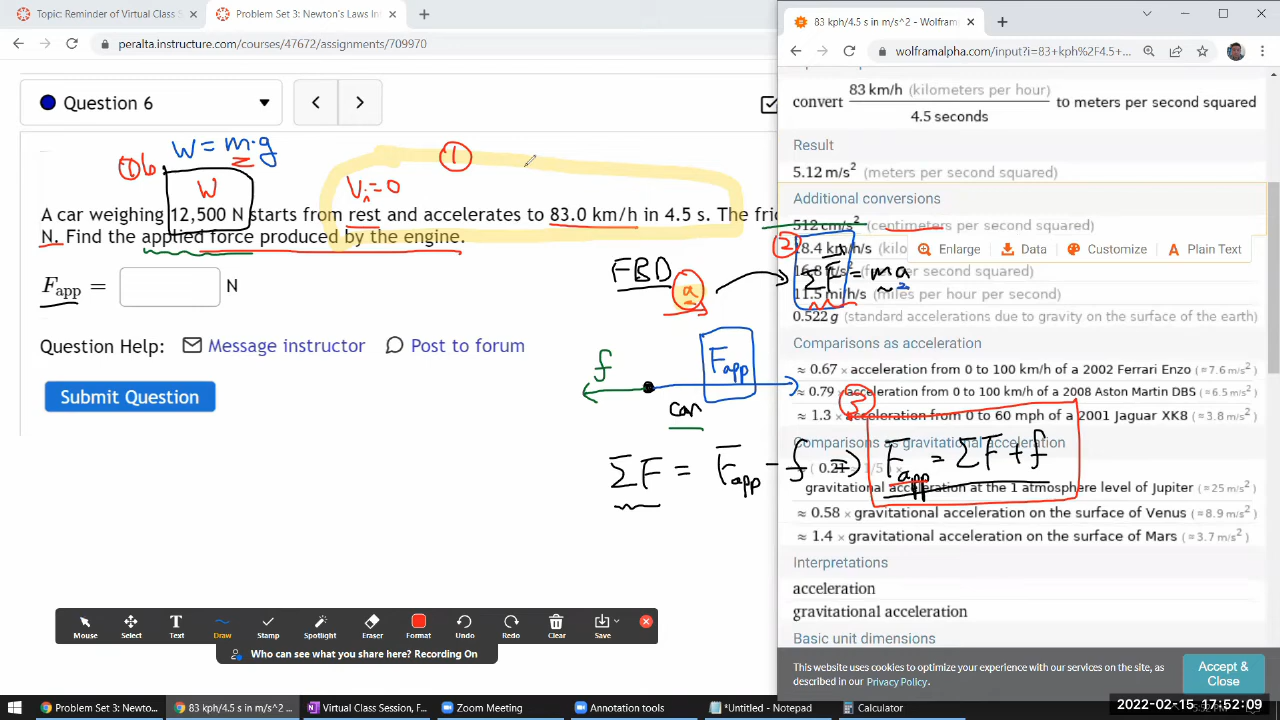 Topic: Reminder of Virtual Class S
Problem Set 3: Newton's Laws In
peralta.instructure.com/courses/47672/assignments/709970
Question 6
W = m·g
①b
W
①
Vi = 0
A car weighing 12,500 N starts from rest and accelerates to 83.0 km/h in 4.5 s. The fric
N. Find the applied force produced by the engine.
Fapp = N
FBD
a
②
ΣF = ma
Question Help: Message instructor Post to forum
f
Fapp
car
Submit Question
③
ΣF = Fapp - f ⇒ Fapp = ΣF + f
Mouse Select Text Draw Stamp Spotlight Eraser Format Undo Redo Clear Save
Who can see what you share here? Recording On
83 kph/4.5 s in m/s^2 - Wolfram
wolframalpha.com/input?i=83+kph%2F4.5+...
convert 83 km/h (kilometers per hour) to meters per second squared
4.5 seconds
Result
5.12 m/s² (meters per second squared)
Additional conversions
512 cm/s² (centimeters per second squared)
Enlarge Data Customize Plain Text
11.5 mi/h/s (miles per hour per second)
0.522 g (standard accelerations due to gravity on the surface of the earth)
Comparisons as acceleration
≈ 0.67 × acceleration from 0 to 100 km/h of a 2002 Ferrari Enzo (≈ 7.6 m/s²)
≈ 0.79 × acceleration from 0 to 100 km/h of a 2008 Aston Martin DBS (≈ 6.5 m/s²)
≈ 1.3 × acceleration from 0 to 60 mph of a 2001 Jaguar XK8 (≈ 3.8 m/s²)
Comparisons as gravitational acceleration
gravitational acceleration at the 1 atmosphere level of Jupiter (≈ 25 m/s²)
≈ 0.58 × gravitational acceleration on the surface of Venus (≈ 8.9 m/s²)
≈ 1.4 × gravitational acceleration on the surface of Mars (≈ 3.7 m/s²)
Interpretations
acceleration
gravitational acceleration
Basic unit dimensions
This website uses cookies to optimize your experience with our services on the site, as
described in our Privacy Policy.
Accept &
Close
Problem Set 3: Newto...
83 kph/4.5 s in m/s^2 ...
Virtual Class Session, F...
Zoom Meeting
Annotation tools
*Untitled - Notepad
Calculator
2022-02-15 17:52:09